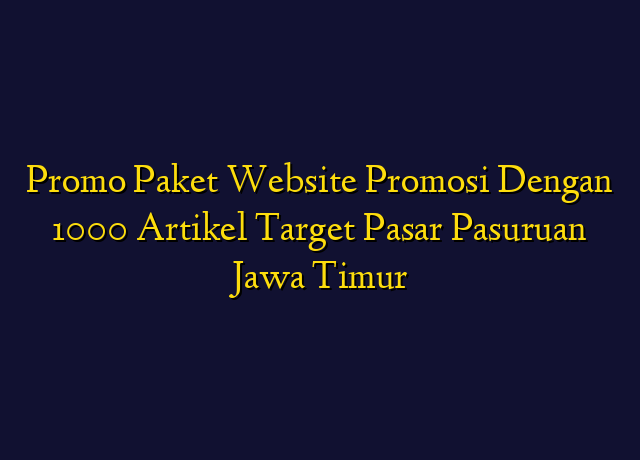 Promo Paket Website Promosi Dengan
1000 Artikel Target Pasar Pasuruan
Jawa Timur